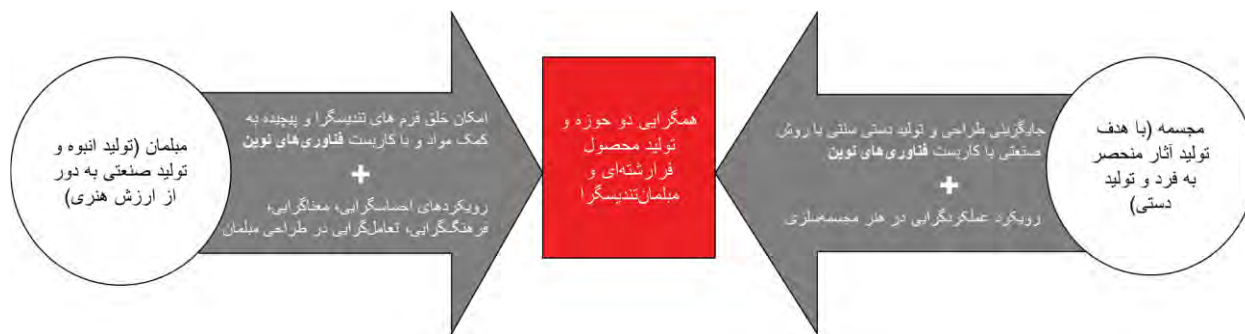 مجسمه (با هدف
تولید آثار منحصر
به فرد و تولید
دستی)
جایگزینی طراحی و تولید دستی سنتی با روش
صنعتی با کاربست فناوری‌های نوین
+
رویکرد عملکردگرایی در هنر مجسمه‌سازی
همگرایی دو حوزه و
تولید محصول
فرارشته‌ای و
مبلمان‌تندیسگرا
امکان خلق فرم های تندیسگرا و پیچیده به
کمک مواد و با کاربست فناوری‌های نوین
+
رویکردهای احساسگرایی، معناگرایی،
فرهنگ‌گرایی، تعامل‌گرایی در طراحی مبلمان
مبلمان (تولید انبوه و
تولید صنعتی به دور
از ارزش هنری)